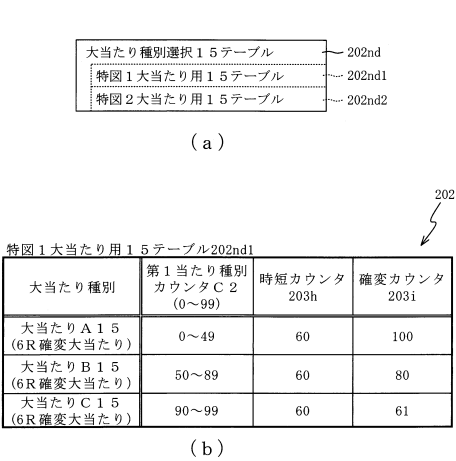 大当たり種別選択１５テーブル 202nd
特図１大当たり用１５テーブル 202nd1
特図２大当たり用１５テーブル 202nd2
(a)
202
特図１大当たり用１５テーブル202nd1
大当たり種別 第１当たり種別カウンタＣ２(0～99) 時短カウンタ203h 確変カウンタ203i
大当たりＡ１５(6R確変大当たり) 0～49 60 100
大当たりＢ１５(6R確変大当たり) 50～89 60 80
大当たりＣ１５(6R確変大当たり) 90～99 60 61
(b)